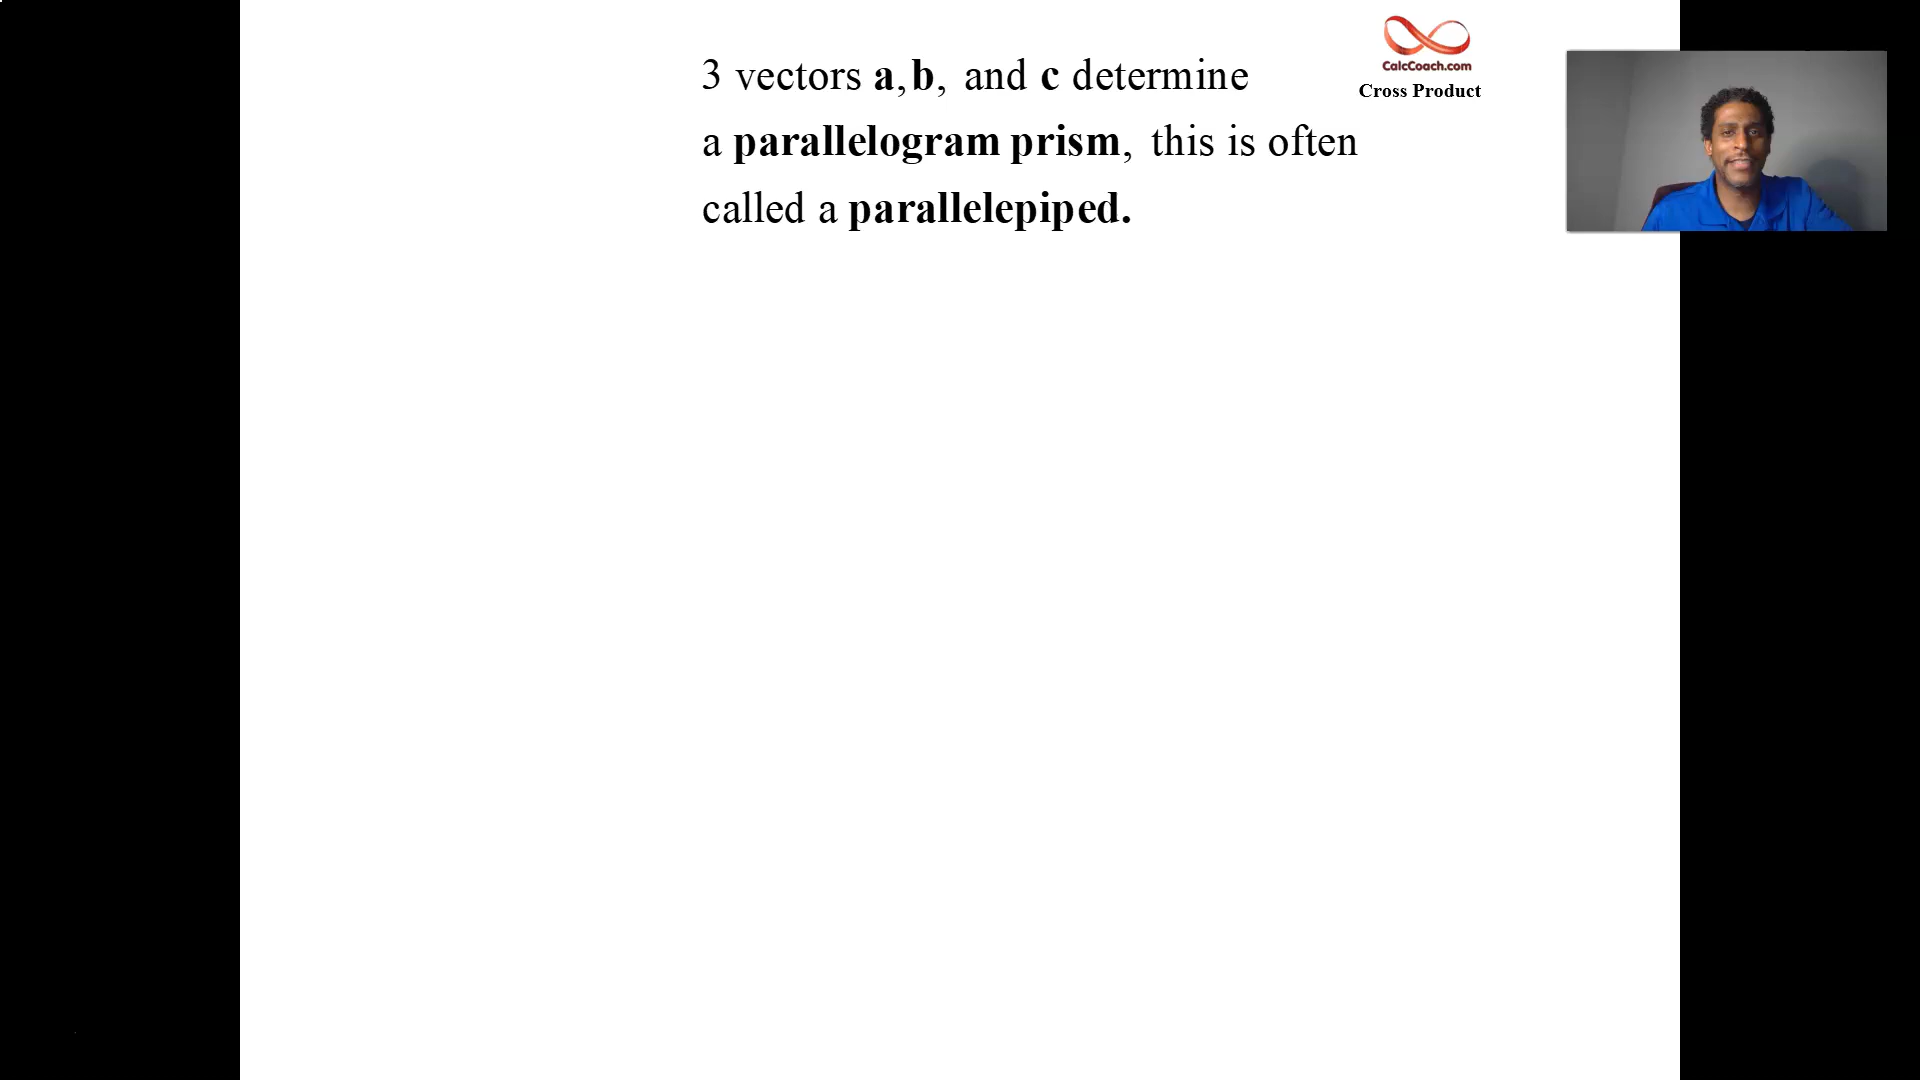 3 vectors a, b, and c determine
a parallelogram prism, this is often
called a parallelepiped.
CalcCoach.com
Cross Product